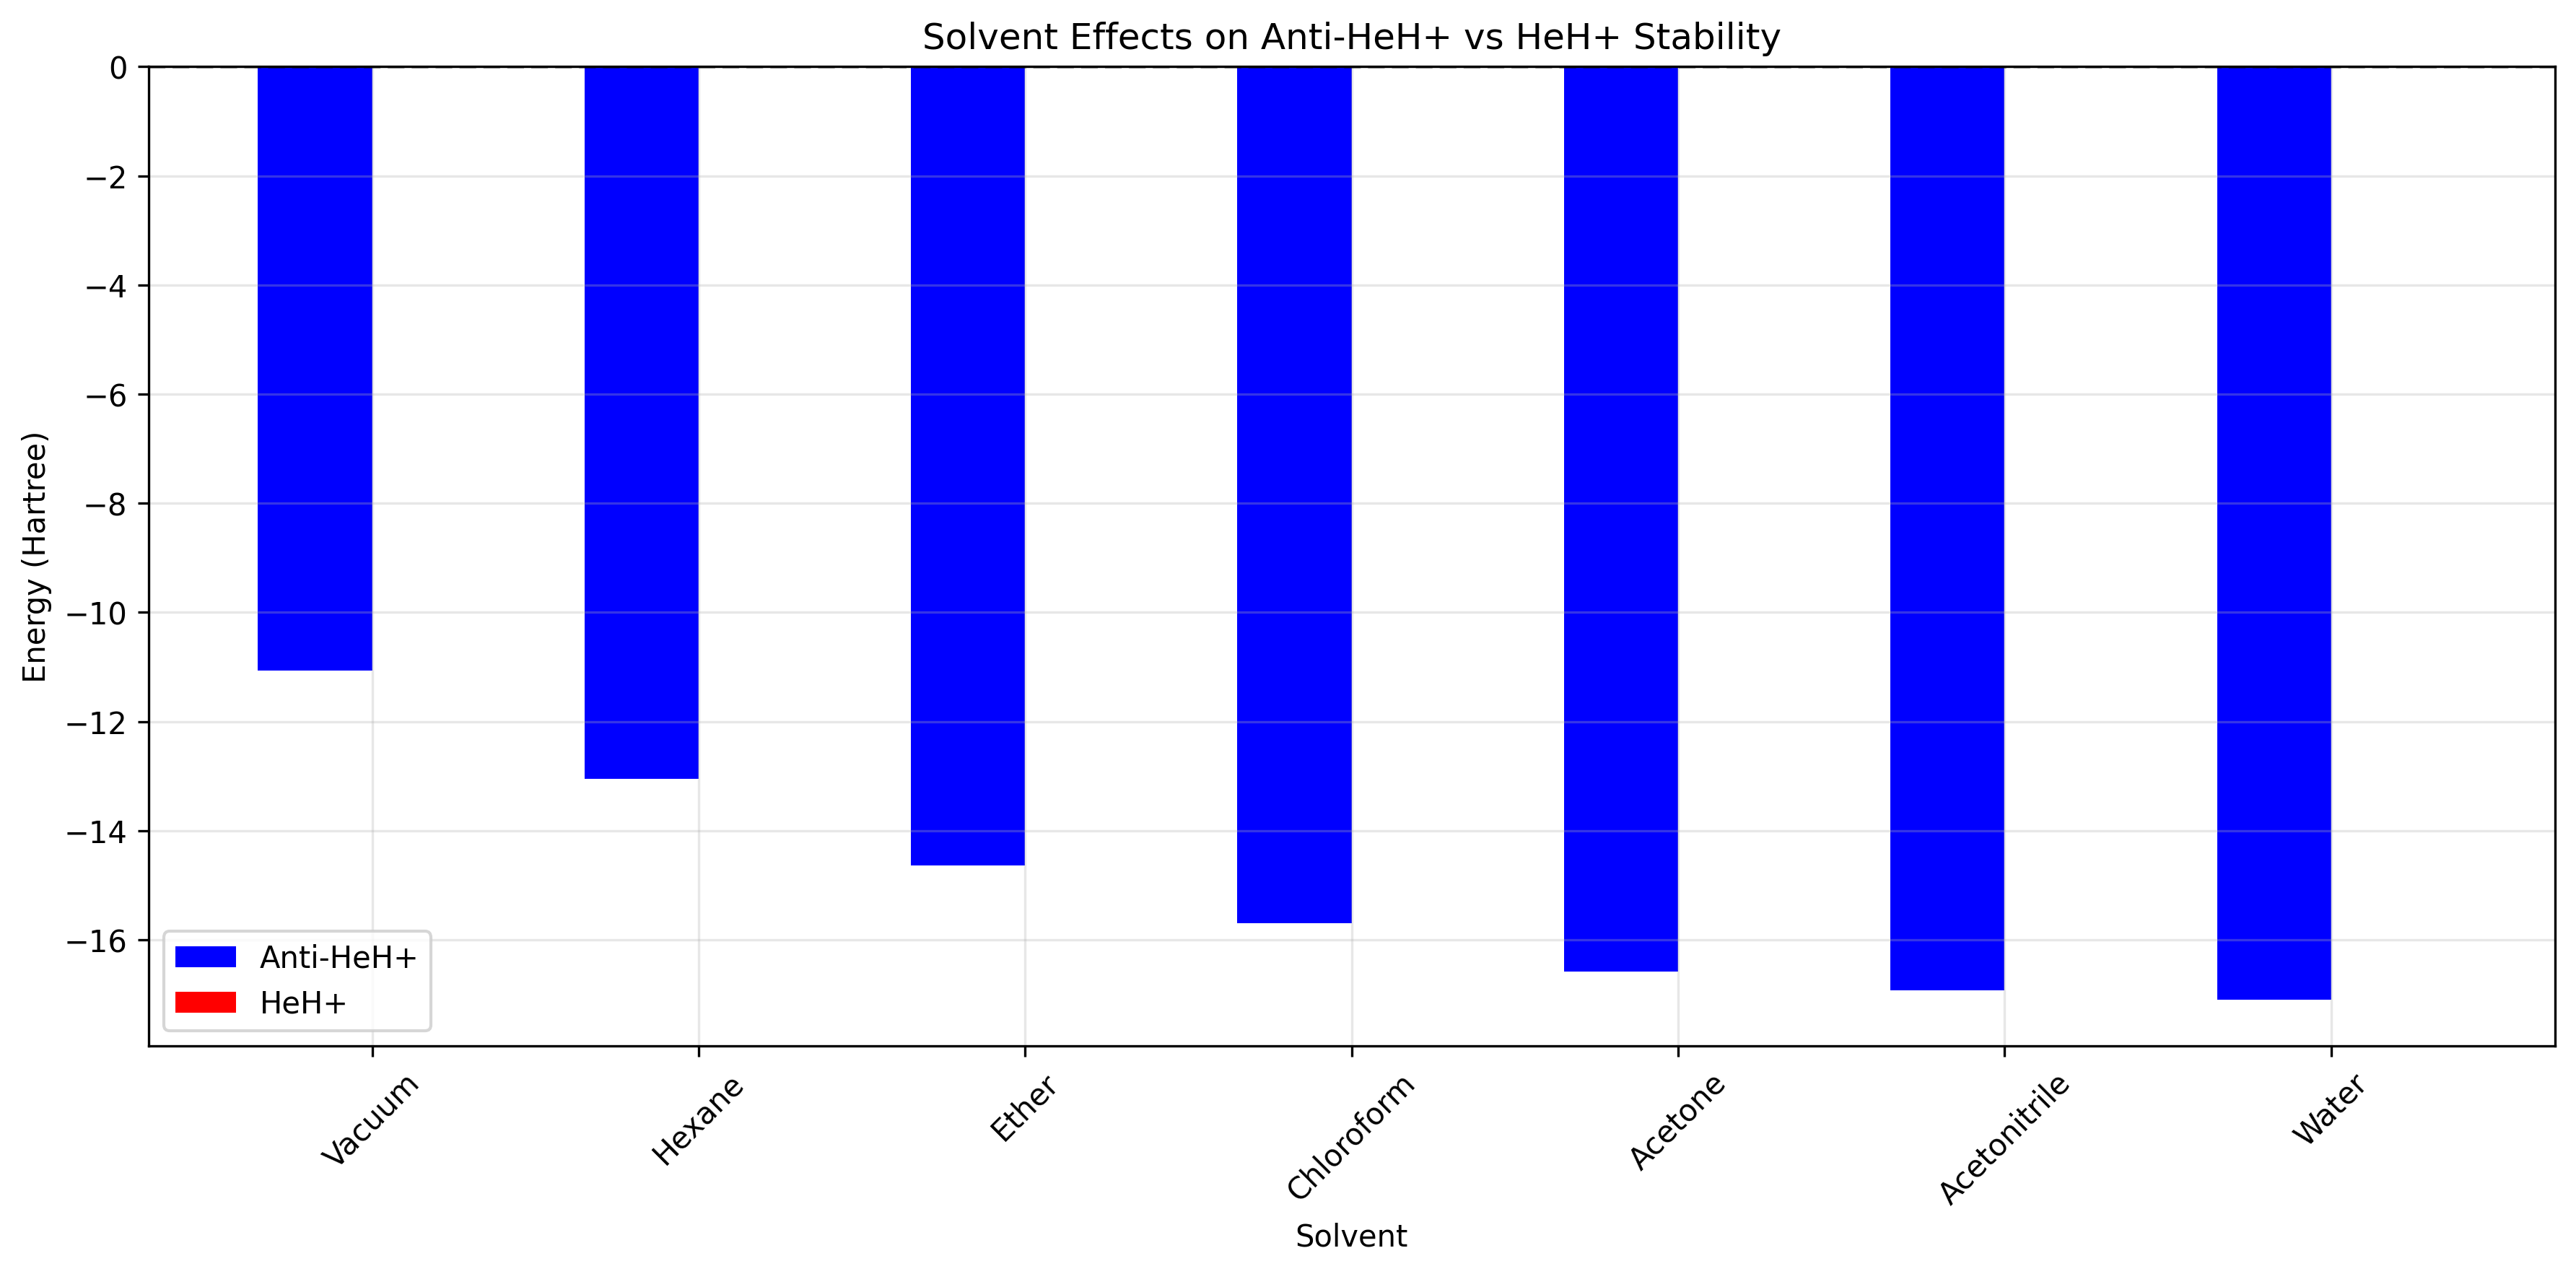 Solvent Effects on Anti-HeH+ vs HeH+ Stability
Energy (Hartree)
0
−2
−4
−6
−8
−10
−12
−14
−16
Anti-HeH+
HeH+
Vacuum
Hexane
Ether
Chloroform
Acetone
Acetonitrile
Water
Solvent